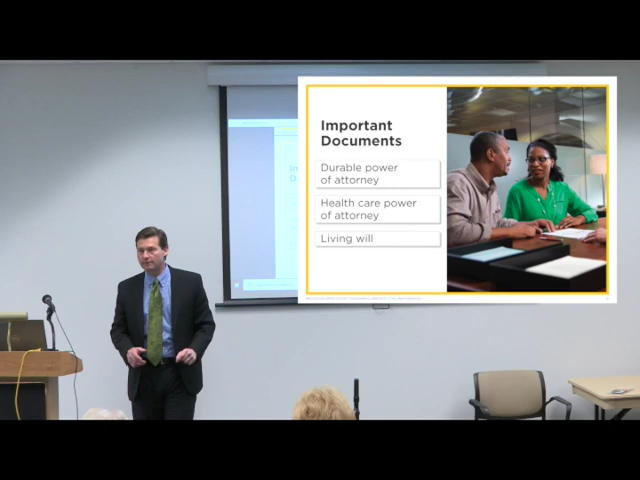 Important
Documents
Durable power
of attorney
Health care power
of attorney
Living will